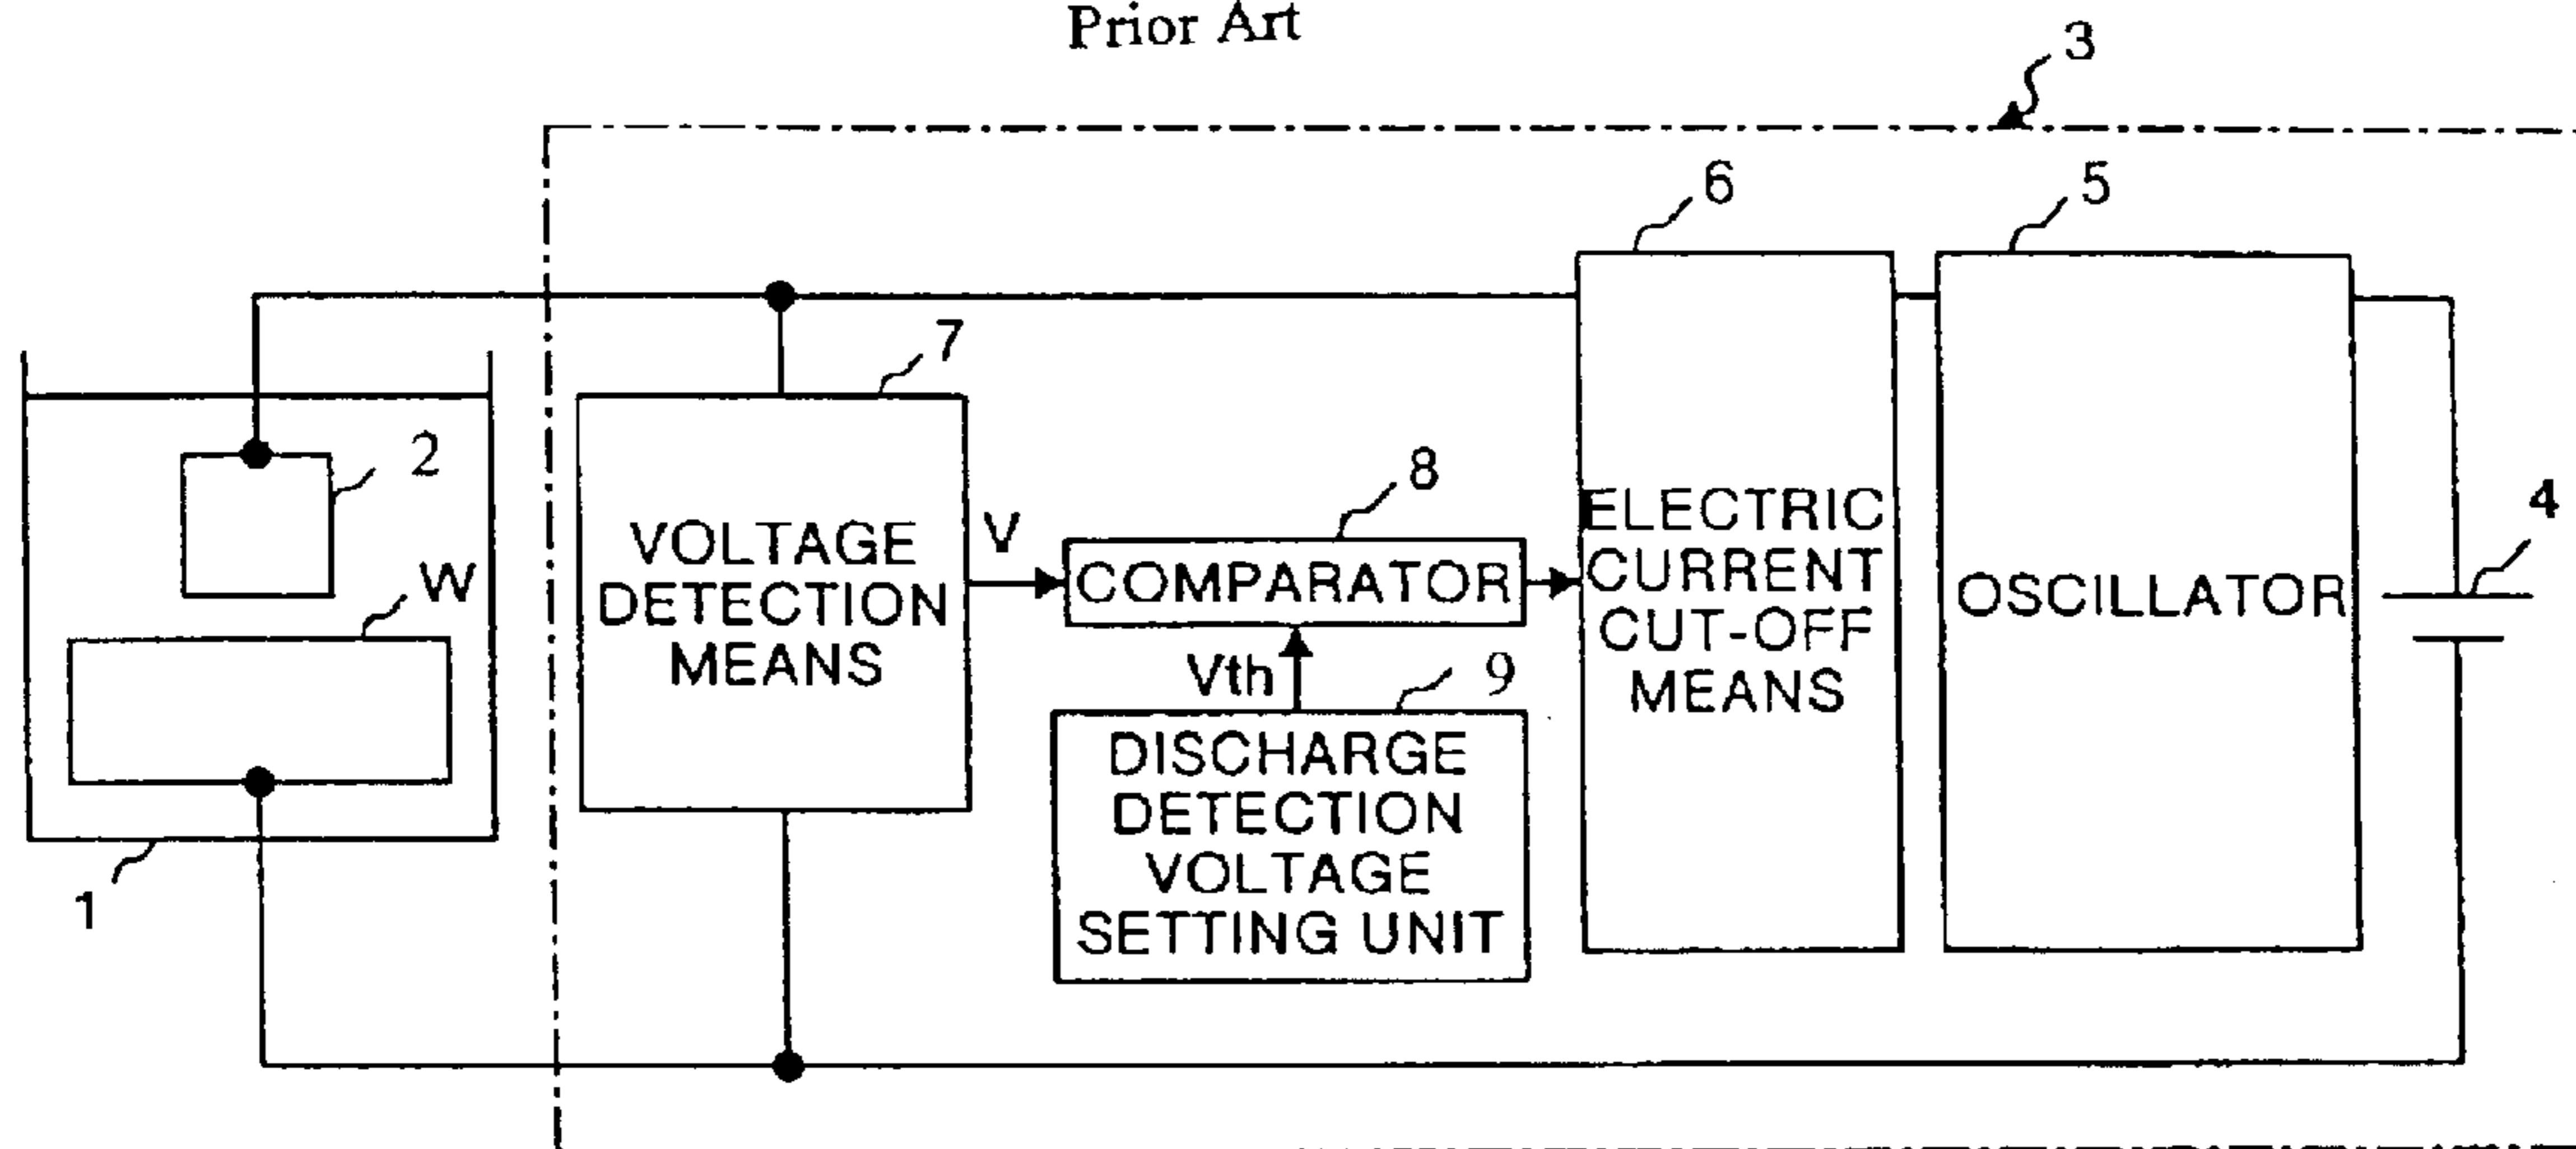 Prior Art
3
6
5
7
2
8
4
V
W
VOLTAGE
DETECTION
MEANS
COMPARATOR
ELECTRIC
CURRENT
CUT-OFF
MEANS
OSCILLATOR
Vth
9
DISCHARGE
DETECTION
VOLTAGE
SETTING UNIT
1